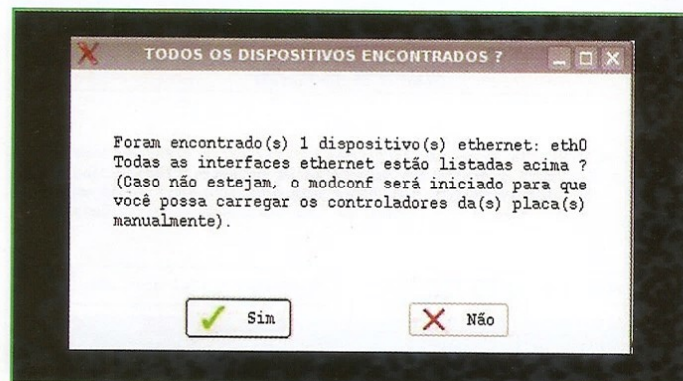 TODOS OS DISPOSITIVOS ENCONTRADOS ?
Foram encontrado(s) 1 dispositivo(s) ethernet: eth0
Todas as interfaces ethernet estão listadas acima ?
(Caso não estejam, o modconf será iniciado para que
você possa carregar os controladores da(s) placa(s)
manualmente).
Sim
Não